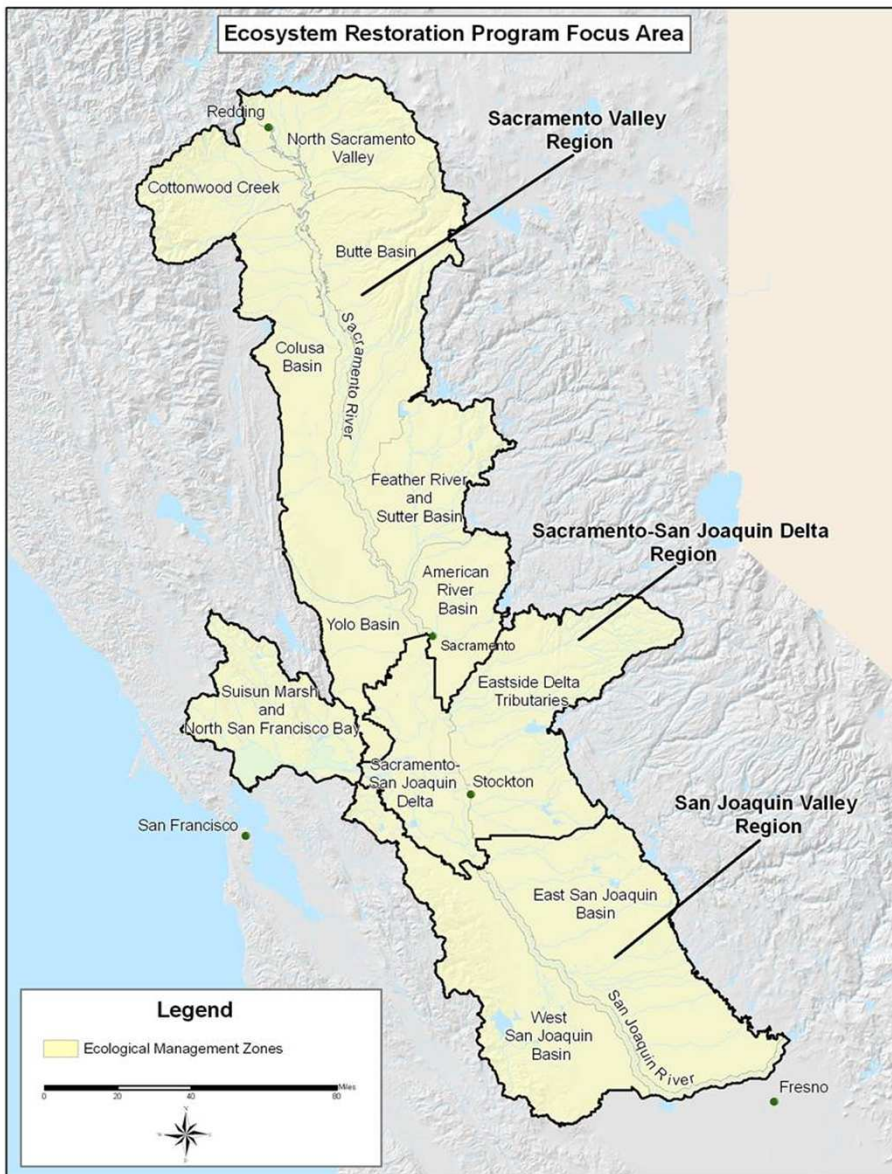 Ecosystem Restoration Program Focus Area
Redding
Sacramento Valley
Region
North Sacramento
Valley
Cottonwood Creek
Butte Basin
Sacramento River
Colusa
Basin
Feather River
and
Sutter Basin
Sacramento-San Joaquin Delta
Region
American
River
Basin
Yolo Basin
Sacramento
Eastside Delta
Tributaries
Suisun Marsh
and
North San Francisco Bay
Sacramento-
San Joaquin
Delta
Stockton
San Joaquin Valley
Region
San Francisco
East San Joaquin
Basin
West
San Joaquin
Basin
San Joaquin River
Fresno
Legend
Ecological Management Zones
Miles
0 20 40 80
N